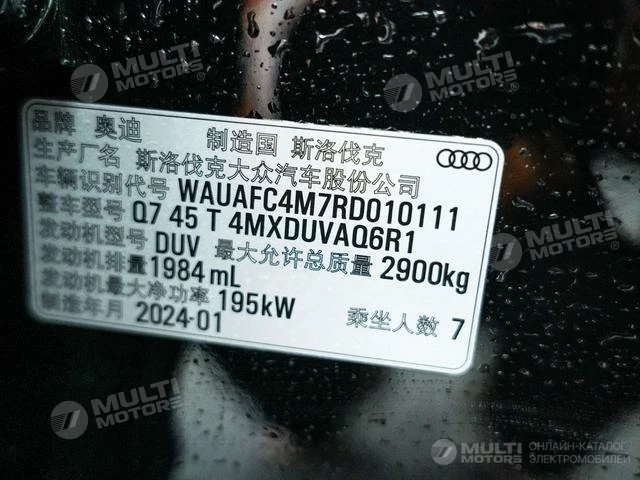 MULTI MOTORS
MULTI MOTORS
品牌 奥迪 制造国 斯洛伐克
生产厂名 斯洛伐克大众汽车股份公司
车辆识别代号 WAUAFC4M7RD010111
整车型号 Q7 45 T 4MXDUVAQ6R1
发动机型号 DUV 最大允许总质量 2900kg
发动机排量 1984 mL
发动机最大净功率 195kW
制造年月 2024-01 乘坐人数 7
MULTI MOTORS
MULTI MOTORS
MULTI MOTORS
MULTI MOTORS
ОНЛАЙН-КАТАЛОГ
ЭЛЕКТРОМОБИЛЕЙ